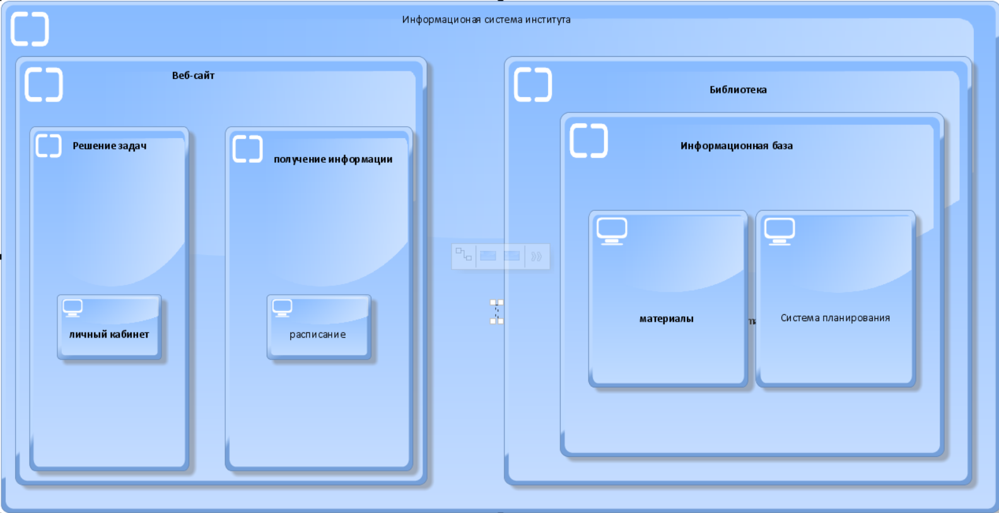 Информационая система института
Веб-сайт
Библиотека
Решение задач
получение информации
Информационная база
личный кабинет
расписание
материалы
Система планирования